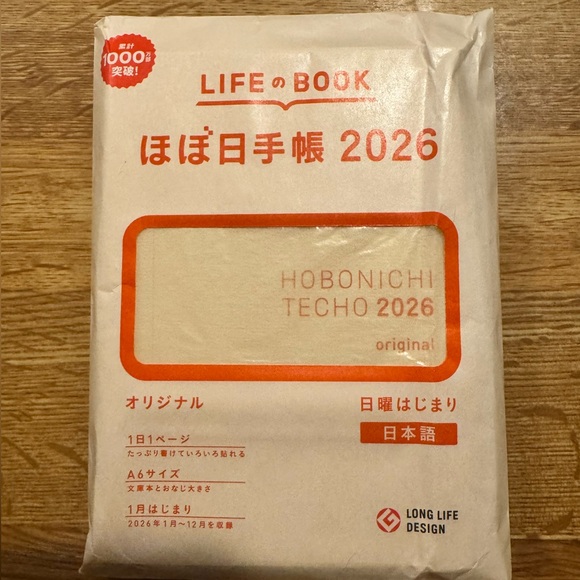 累計
1000万部
突破!
LIFEのBOOK
ほぼ日手帳 2026
HOBONICHI
TECHO 2026
original
オリジナル
日曜はじまり
日本語
1日1ページ
たっぷり書けていろいろ貼れる
A6サイズ
文庫本とおなじ大きさ
1月はじまり
2026年1月〜12月を収録
LONG LIFE
DESIGN